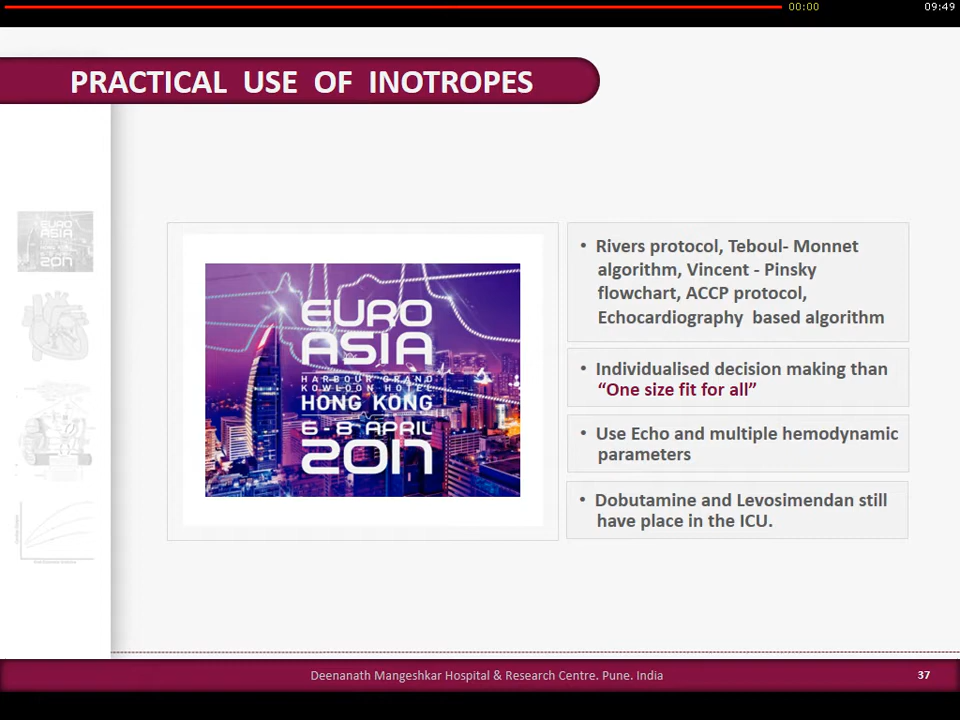 00:00
09:49
PRACTICAL USE OF INOTROPES
EURO
ASIA
HARBOUR GRAND
KOWLOON HOTEL
HONG KONG
6-8 APRIL
2017
• Rivers protocol, Teboul- Monnet
algorithm, Vincent - Pinsky
flowchart, ACCP protocol,
Echocardiography based algorithm
• Individualised decision making than
“One size fit for all”
• Use Echo and multiple hemodynamic
parameters
• Dobutamine and Levosimendan still
have place in the ICU.
EURO
ASIA
2017
Deenanath Mangeshkar Hospital & Research Centre. Pune. India
37